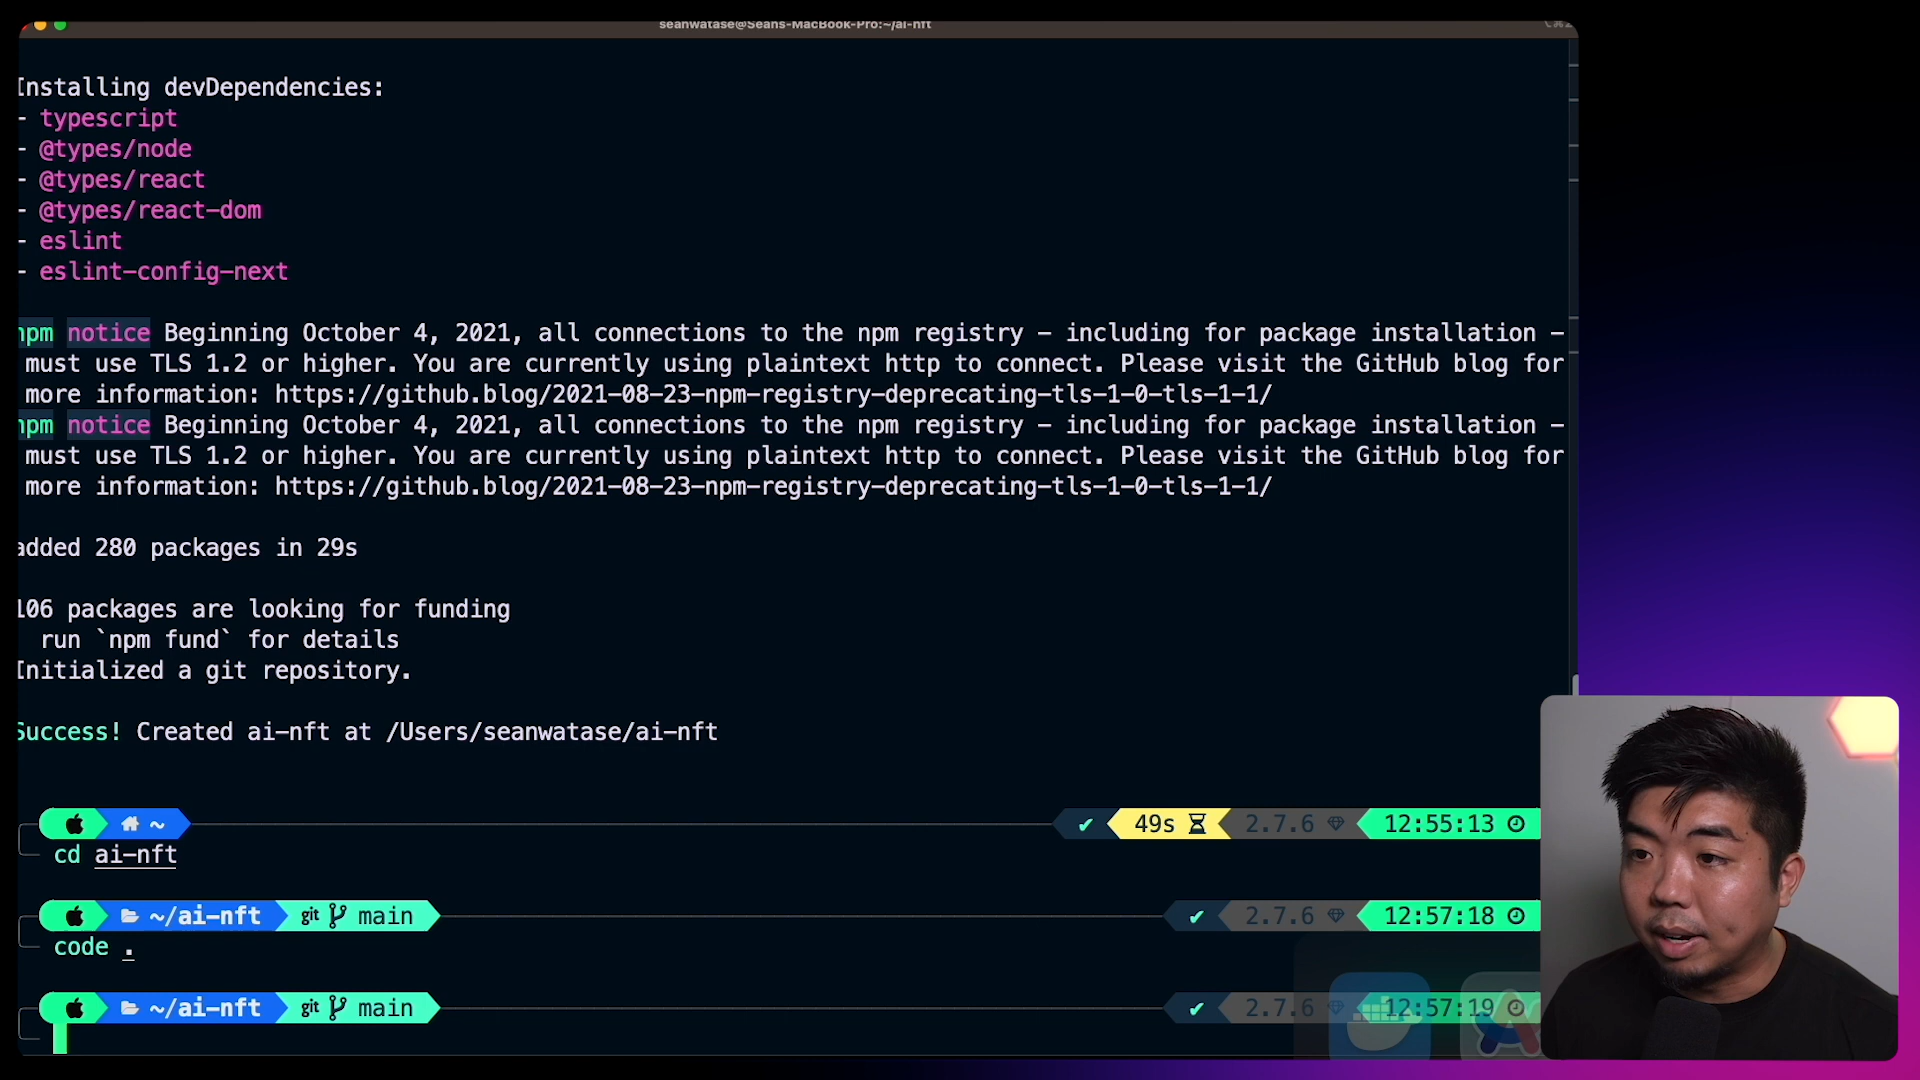 seanwatase@Seans-MacBook-Pro:~/ai-nft
Installing devDependencies:
- typescript
- @types/node
- @types/react
- @types/react-dom
- eslint
- eslint-config-next
npm notice Beginning October 4, 2021, all connections to the npm registry - including for package installation -
must use TLS 1.2 or higher. You are currently using plaintext http to connect. Please visit the GitHub blog for
more information: https://github.blog/2021-08-23-npm-registry-deprecating-tls-1-0-tls-1-1/
npm notice Beginning October 4, 2021, all connections to the npm registry - including for package installation -
must use TLS 1.2 or higher. You are currently using plaintext http to connect. Please visit the GitHub blog for
more information: https://github.blog/2021-08-23-npm-registry-deprecating-tls-1-0-tls-1-1/
added 280 packages in 29s
106 packages are looking for funding
run `npm fund` for details
Initialized a git repository.
Success! Created ai-nft at /Users/seanwatase/ai-nft
~ ✔ 49s 2.7.6 12:55:13
cd ai-nft
~/ai-nft git main ✔ 2.7.6 12:57:18
code .
~/ai-nft git main ✔ 2.7.6 12:57:19